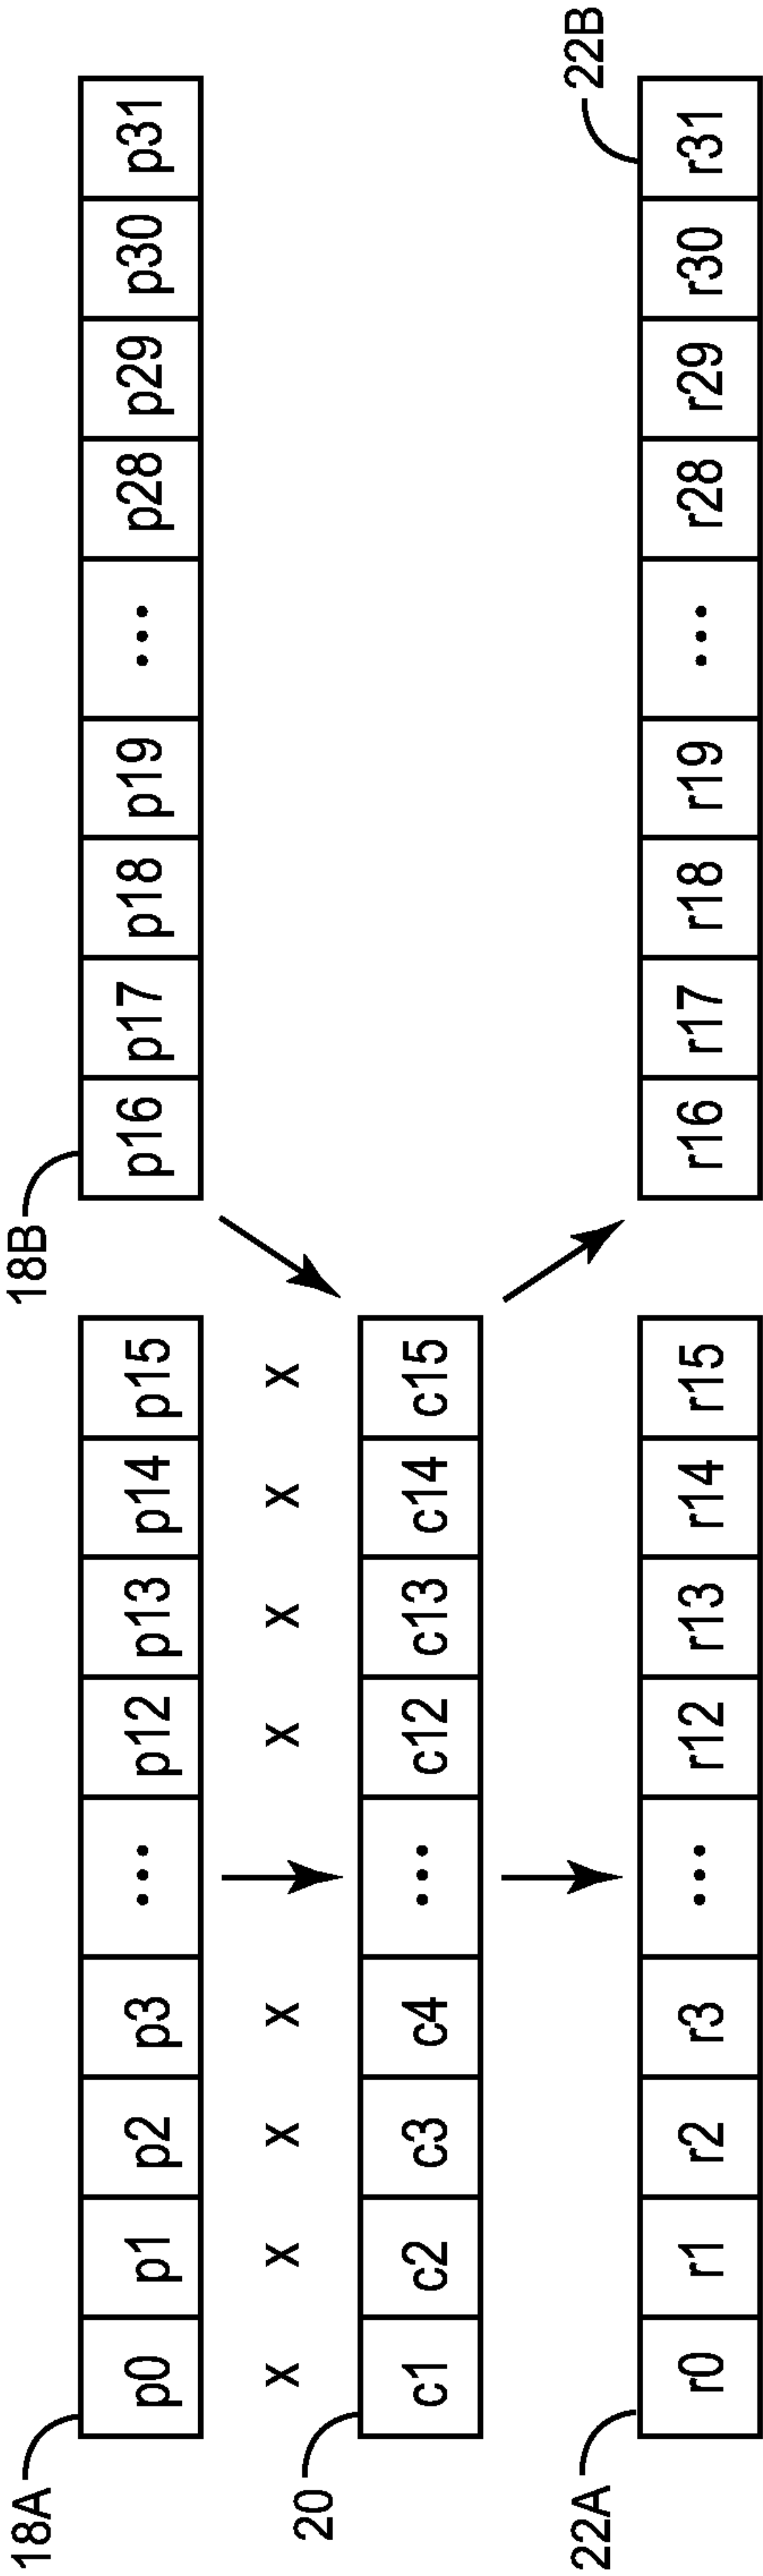 18A 18B
p0 p1 p2 p3 ... p12 p13 p14 p15 p16 p17 p18 p19 ... p28 p29 p30 p31
x x x x x x x x
20
c1 c2 c3 c4 ... c12 c13 c14 c15
22A 22B
r0 r1 r2 r3 ... r12 r13 r14 r15 r16 r17 r18 r19 ... r28 r29 r30 r31